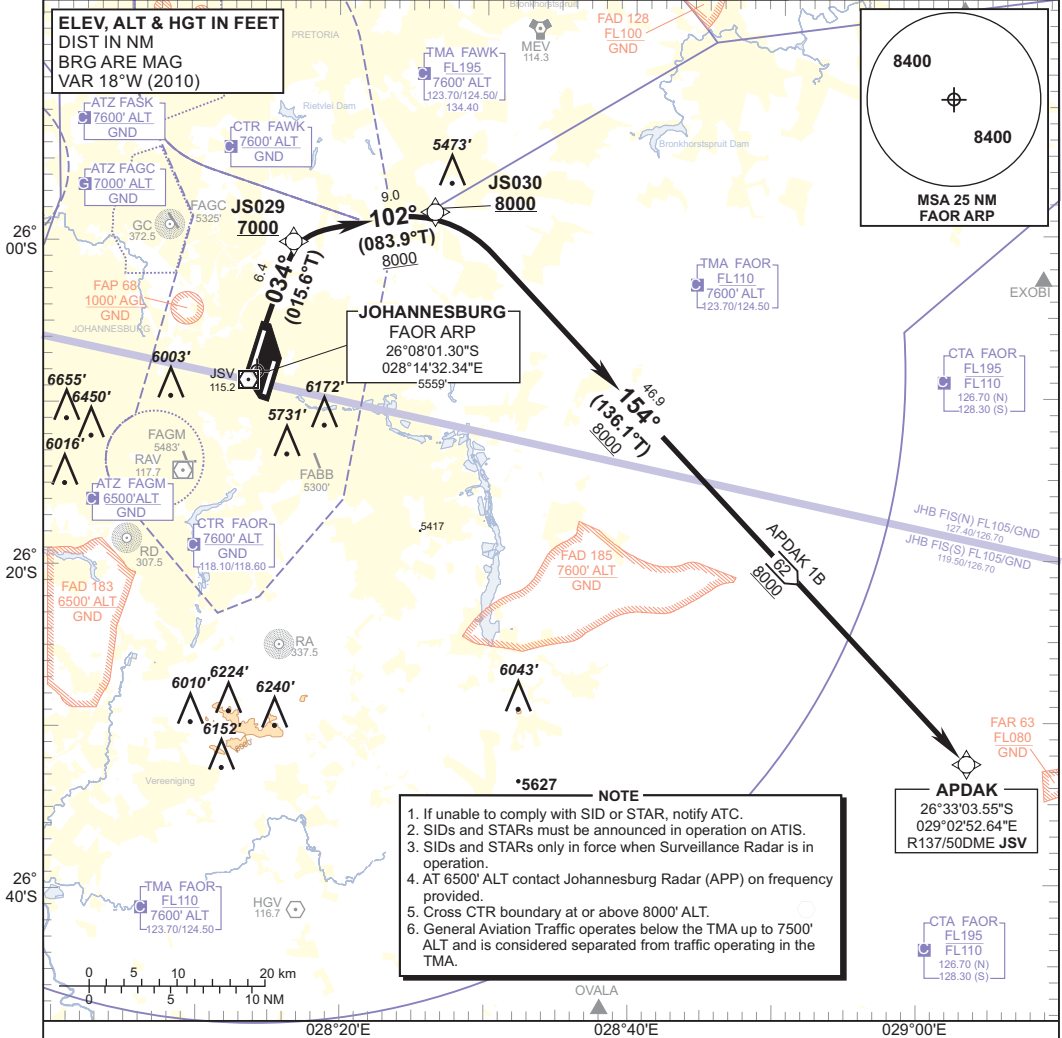 ELEV, ALT & HGT IN FEET
DIST IN NM
BRG ARE MAG
VAR 18°W (2010)
PRETORIA
Bronkhorstspruit
MEV
114.3
FAD 128
FL100
GND
8400
8400
MSA 25 NM
FAOR ARP
TMA FAWK
C FL195
7600' ALT
123.70/124.50/
134.40
ATZ FASK
C 7600' ALT
GND
Rietvlei Dam
CTR FAWK
C 7600' ALT
GND
Bronkhorstspruit Dam
5473'
ATZ FAGC
G 7000' ALT
GND
JS030
8000
FAGC
5325'
GC
372.5
JS029
7000
9.0
102°
(083.9°T)
8000
26°
00'S
6.4
034°
(015.6°T)
TMA FAOR
FL110
C 7600' ALT
123.70/124.50
EXOBI
FAP 68
1000' AGL
GND
JOHANNESBURG
JOHANNESBURG
FAOR ARP
26°08'01.30"S
028°14'32.34"E
5559'
JSV
115.2
CTA FAOR
FL195
C FL110
126.70 (N)
128.30 (S)
6003'
6655'
6450'
6172'
5731'
6016'
46.9
154°
(136.1°T)
8000
FAGM
5483'
RAV
117.7
FABB
5300'
ATZ FAGM
C 6500'ALT
GND
JHB FIS(N) FL105/GND
127.40/126.70
JHB FIS(S) FL105/GND
119.50/126.70
5417
CTR FAOR
7600' ALT
C GND
118.10/118.60
RD
307.5
26°
20'S
FAD 185
7600' ALT
GND
APDAK 1B
62
8000
FAD 183
6500' ALT
GND
RA
337.5
6043'
6010'
6224'
6240'
6152'
FAR 63
FL080
GND
Vereeniging
5627
APDAK
26°33'03.55"S
029°02'52.64"E
R137/50DME JSV
NOTE
1. If unable to comply with SID or STAR, notify ATC.
2. SIDs and STARs must be announced in operation on ATIS.
3. SIDs and STARs only in force when Surveillance Radar is in
operation.
4. AT 6500' ALT contact Johannesburg Radar (APP) on frequency
provided.
5. Cross CTR boundary at or above 8000' ALT.
6. General Aviation Traffic operates below the TMA up to 7500'
ALT and is considered separated from traffic operating in the
TMA.
26°
40'S
TMA FAOR
FL110
C 7600' ALT
123.70/124.50
HGV
116.7
CTA FAOR
FL195
C FL110
126.70 (N)
128.30 (S)
0 5 10 20 km
0 5 10 NM
OVALA
028°20'E
028°40'E
029°00'E